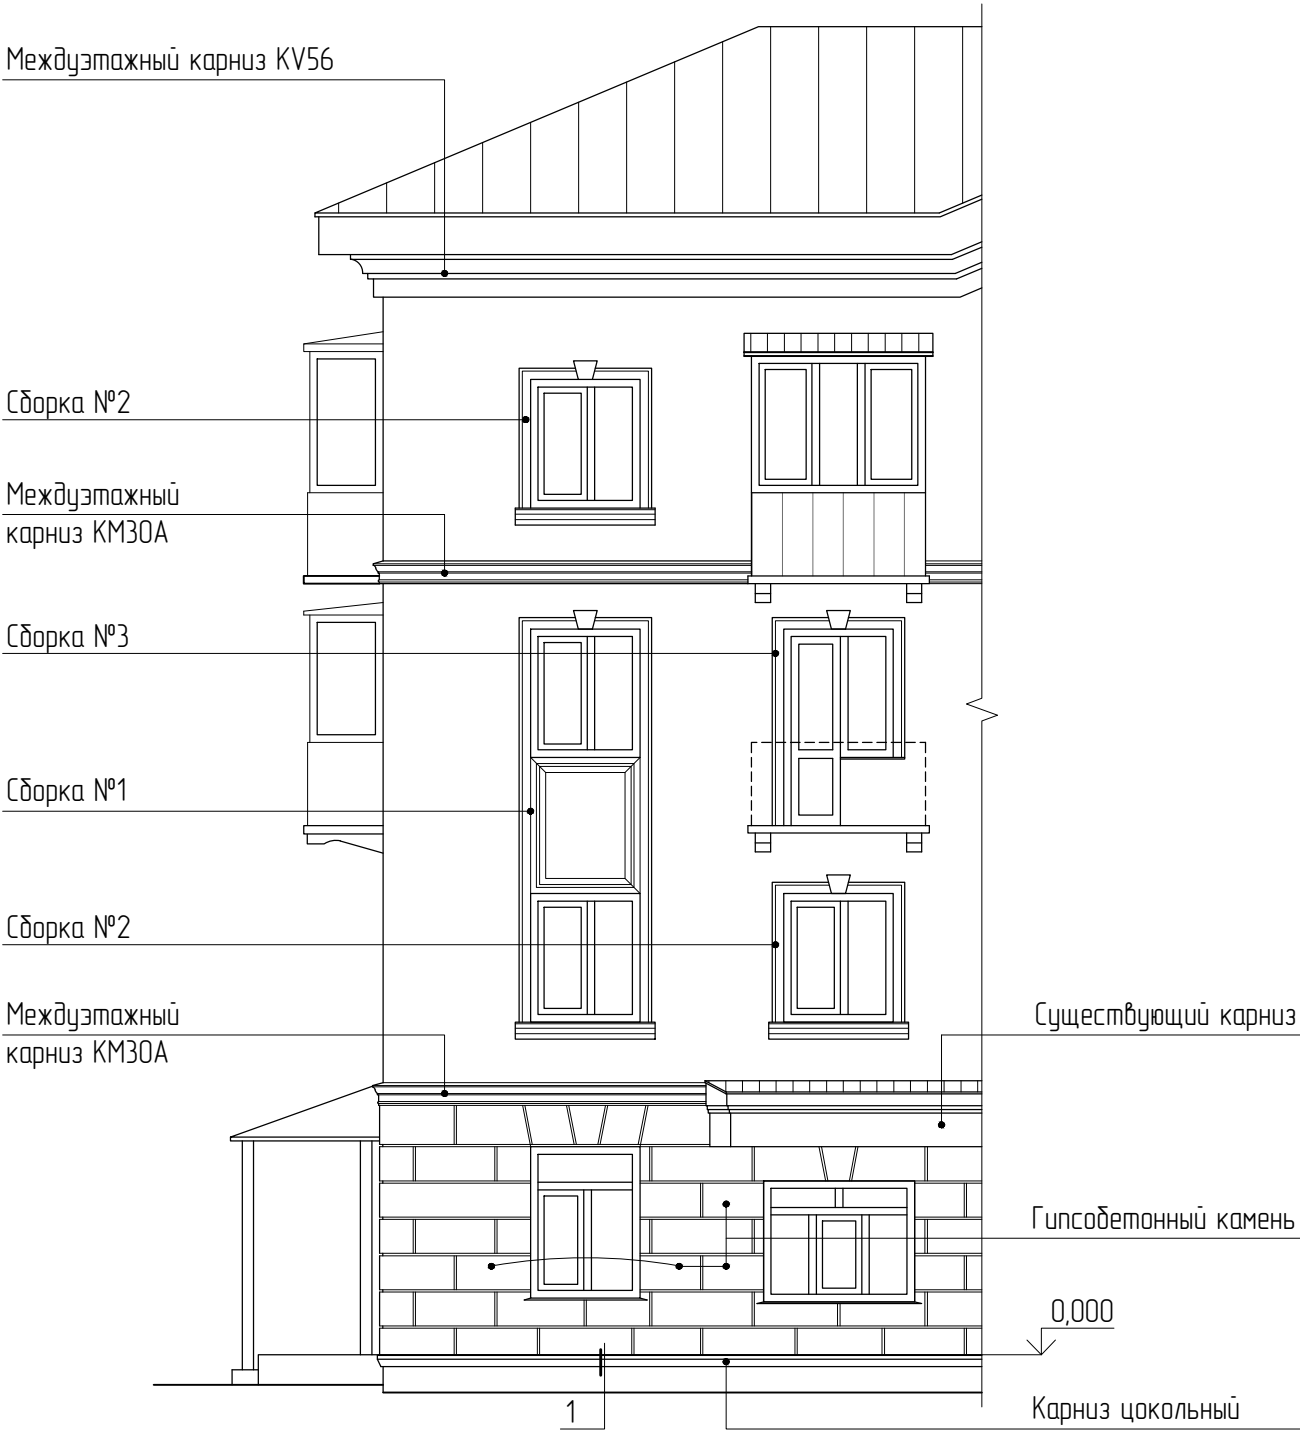 Междуэтажный карниз KV56
Сборка №2
Междуэтажный
карниз КМ30А
Сборка №3
Сборка №1
Сборка №2
Междуэтажный
карниз КМ30А
Существующий карниз
Гипсобетонный камень
0,000
Карниз цокольный
1